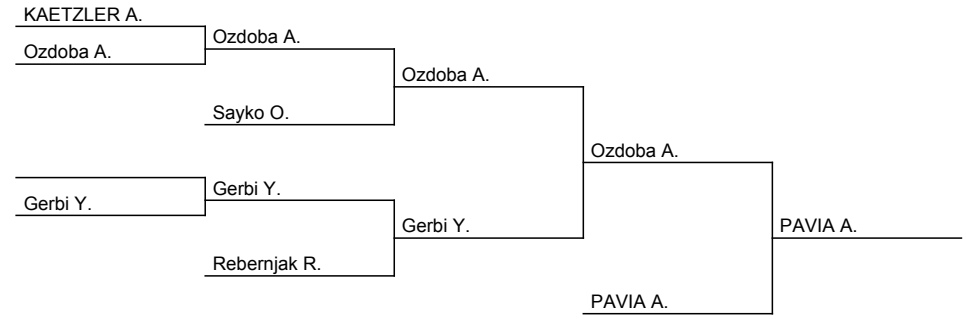 KAETZLER A.
Ozdoba A.
Ozdoba A.
Ozdoba A.
Sayko O.
Ozdoba A.
Gerbi Y.
Gerbi Y.
Gerbi Y.
PAVIA A.
Rebernjak R.
PAVIA A.